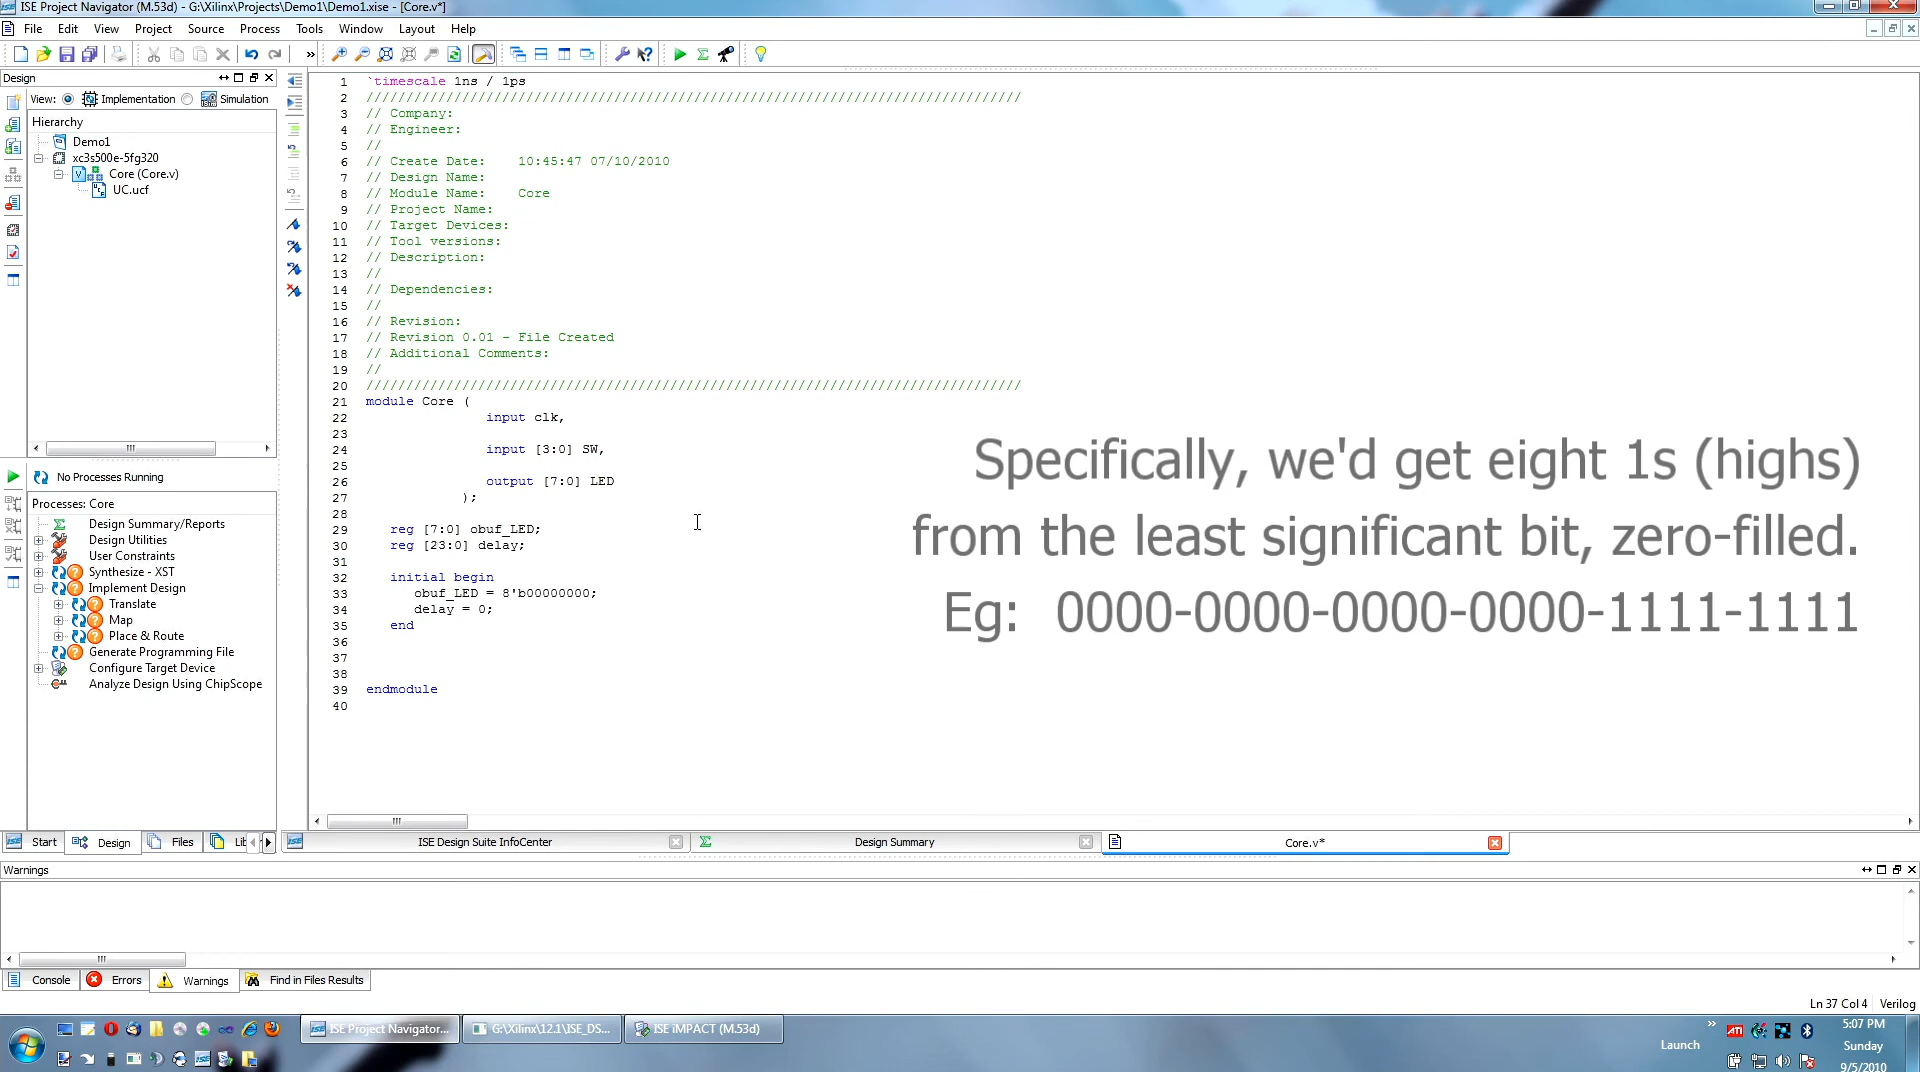 ISE Project Navigator (M.53d) - G:\Xilinx\Projects\Demo1\Demo1.xise - [Core.v*]
File Edit View Project Source Process Tools Window Layout Help
Design
View: Implementation Simulation
Hierarchy
Demo1
xc3s500e-5fg320
Core (Core.v)
UC.ucf
No Processes Running
Processes: Core
Design Summary/Reports
Design Utilities
User Constraints
Synthesize - XST
Implement Design
Translate
Map
Place & Route
Generate Programming File
Configure Target Device
Analyze Design Using ChipScope
Start Design Files Lib
1 `timescale 1ns / 1ps
2 //////////////////////////////////////////////////////////////////////////////////
3 // Company:
4 // Engineer:
5 //
6 // Create Date: 10:45:47 07/10/2010
7 // Design Name:
8 // Module Name: Core
9 // Project Name:
10 // Target Devices:
11 // Tool versions:
12 // Description:
13 //
14 // Dependencies:
15 //
16 // Revision:
17 // Revision 0.01 - File Created
18 // Additional Comments:
19 //
20 //////////////////////////////////////////////////////////////////////////////////
21 module Core (
22 input clk,
23
24 input [3:0] SW,
25
26 output [7:0] LED
27 );
28
29 reg [7:0] obuf_LED;
30 reg [23:0] delay;
31
32 initial begin
33 obuf_LED = 8'b00000000;
34 delay = 0;
35 end
36
37
38
39 endmodule
40
Specifically, we'd get eight 1s (highs)
from the least significant bit, zero-filled.
Eg: 0000-0000-0000-0000-1111-1111
ISE Design Suite InfoCenter Design Summary Core.v*
Warnings
Console Errors Warnings Find in Files Results
Ln 37 Col 4 Verilog
ISE Project Navigator... G:\Xilinx\12.1\ISE_DS... ISE iMPACT (M.53d)
Launch
5:07 PM
Sunday
9/5/2010